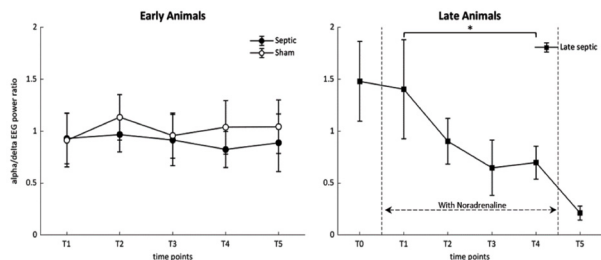 Early Animals
Septic
Sham
alpha/delta EEG power ratio
2
1.5
1
0.5
0
T1 T2 T3 T4 T5
time points
Late Animals
*
Late septic
2
1.5
1
0.5
0
With Noradrenaline
T0 T1 T2 T3 T4 T5
time points